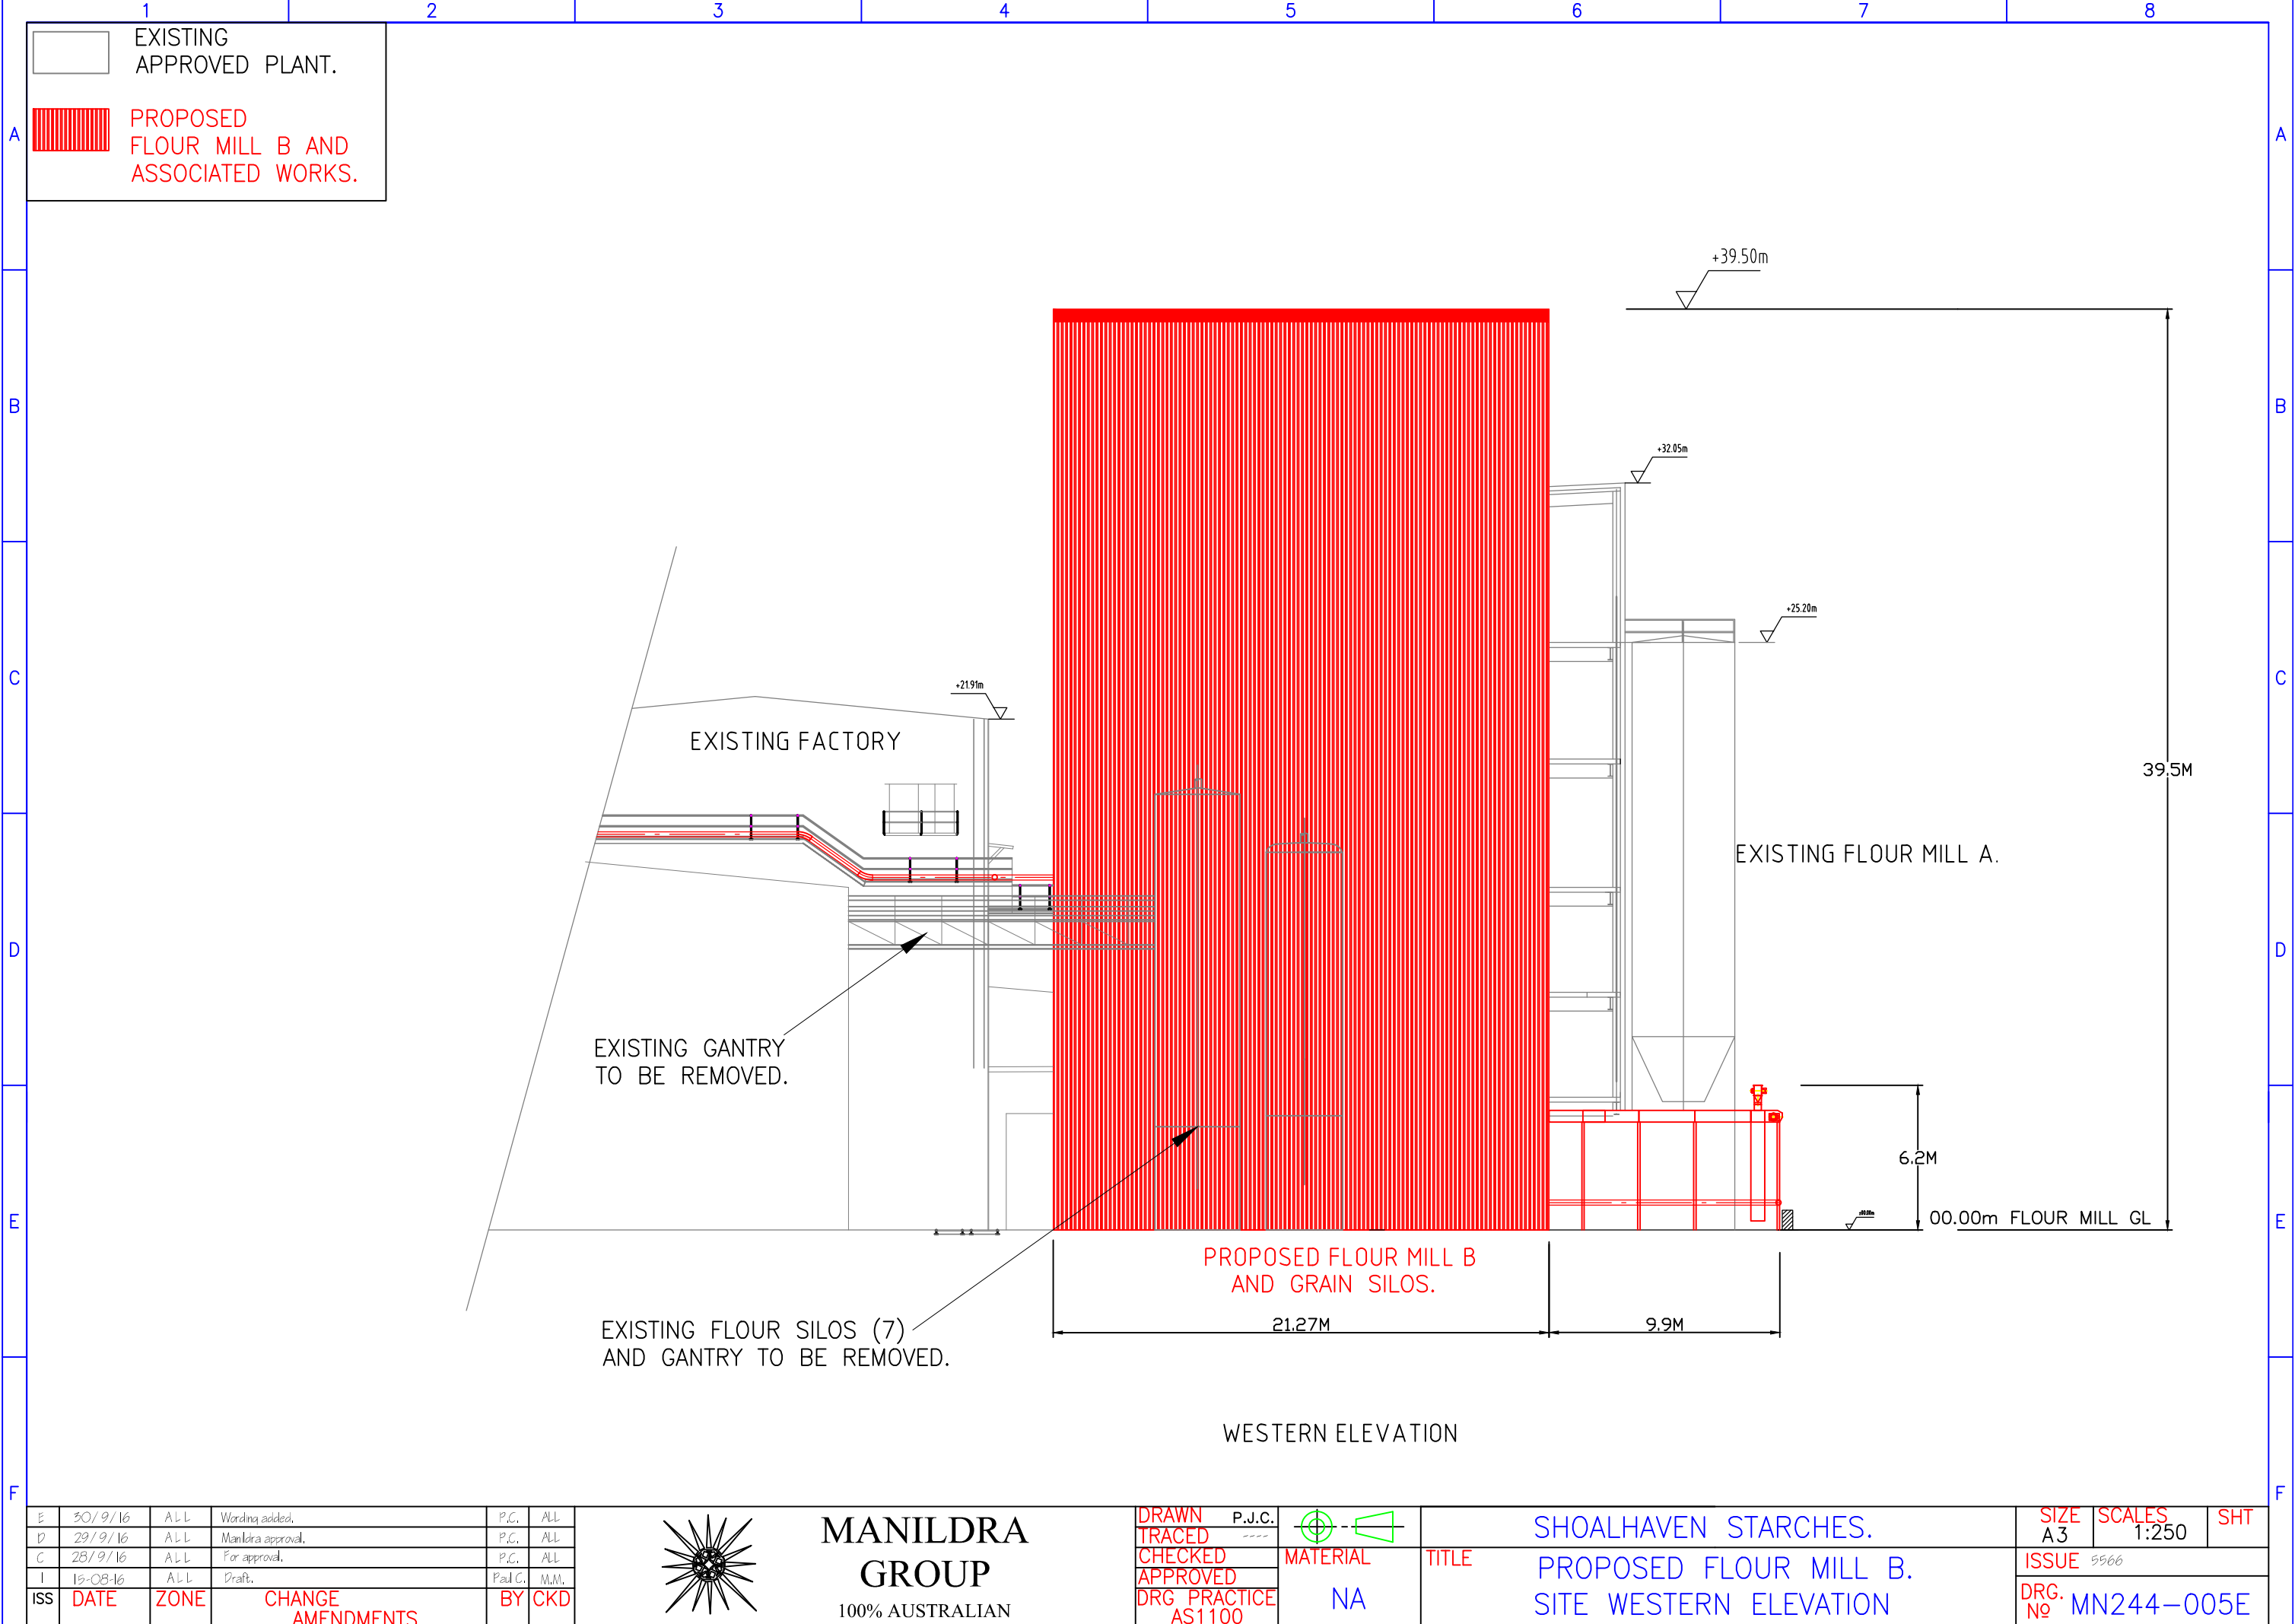 1 2 3 4 5 6 7 8
EXISTING
APPROVED PLANT.
PROPOSED
FLOUR MILL B AND
ASSOCIATED WORKS.
A A
B B
C C
D D
E E
F F
+39.50m
+32.05m
+25.20m
+21.91m
EXISTING FACTORY
39.5M
EXISTING FLOUR MILL A.
EXISTING GANTRY
TO BE REMOVED.
6.2M
00.00m FLOUR MILL GL
PROPOSED FLOUR MILL B
AND GRAIN SILOS.
21.27M
9.9M
EXISTING FLOUR SILOS (7)
AND GANTRY TO BE REMOVED.
WESTERN ELEVATION
E 30/9/16 ALL Wording added. P.C. ALL
D 29/9/16 ALL Manildra approval. P.C. ALL
C 28/9/16 ALL For approval. P.C. ALL
1 15-08-16 ALL Draft. Paul C. M.M.
ISS DATE ZONE CHANGE BY CKD
AMENDMENTS
MANILDRA
GROUP
100% AUSTRALIAN
DRAWN P.J.C.
TRACED ----
CHECKED
APPROVED
DRG PRACTICE
AS1100
MATERIAL
NA
TITLE
SHOALHAVEN STARCHES.
PROPOSED FLOUR MILL B.
SITE WESTERN ELEVATION
SIZE
A3
SCALES
1:250
SHT
ISSUE 5566
DRG.
Nº MN244-005E